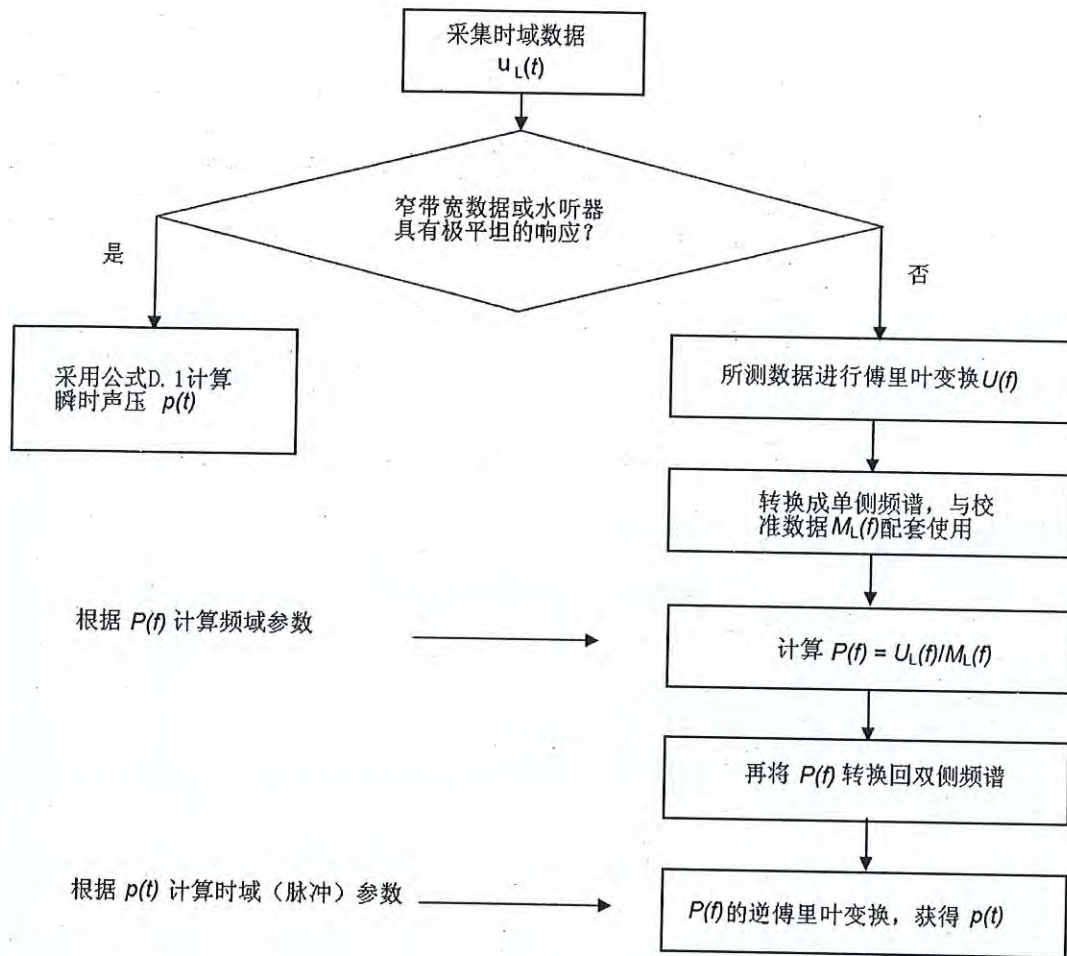 采集时域数据
u L(t)
窄带宽数据或水听器
具有极平坦的响应？
是
否
采用公式D.1计算
瞬时声压 p(t)
所测数据进行傅里叶变换U(f)
转换成单侧频谱，与校
准数据ML(f)配套使用
根据 P(f) 计算频域参数
计算 P(f) = UL(f)/ML(f)
再将 P(f) 转换回双侧频谱
根据 p(t) 计算时域（脉冲）参数
P(f)的逆傅里叶变换，获得 p(t)